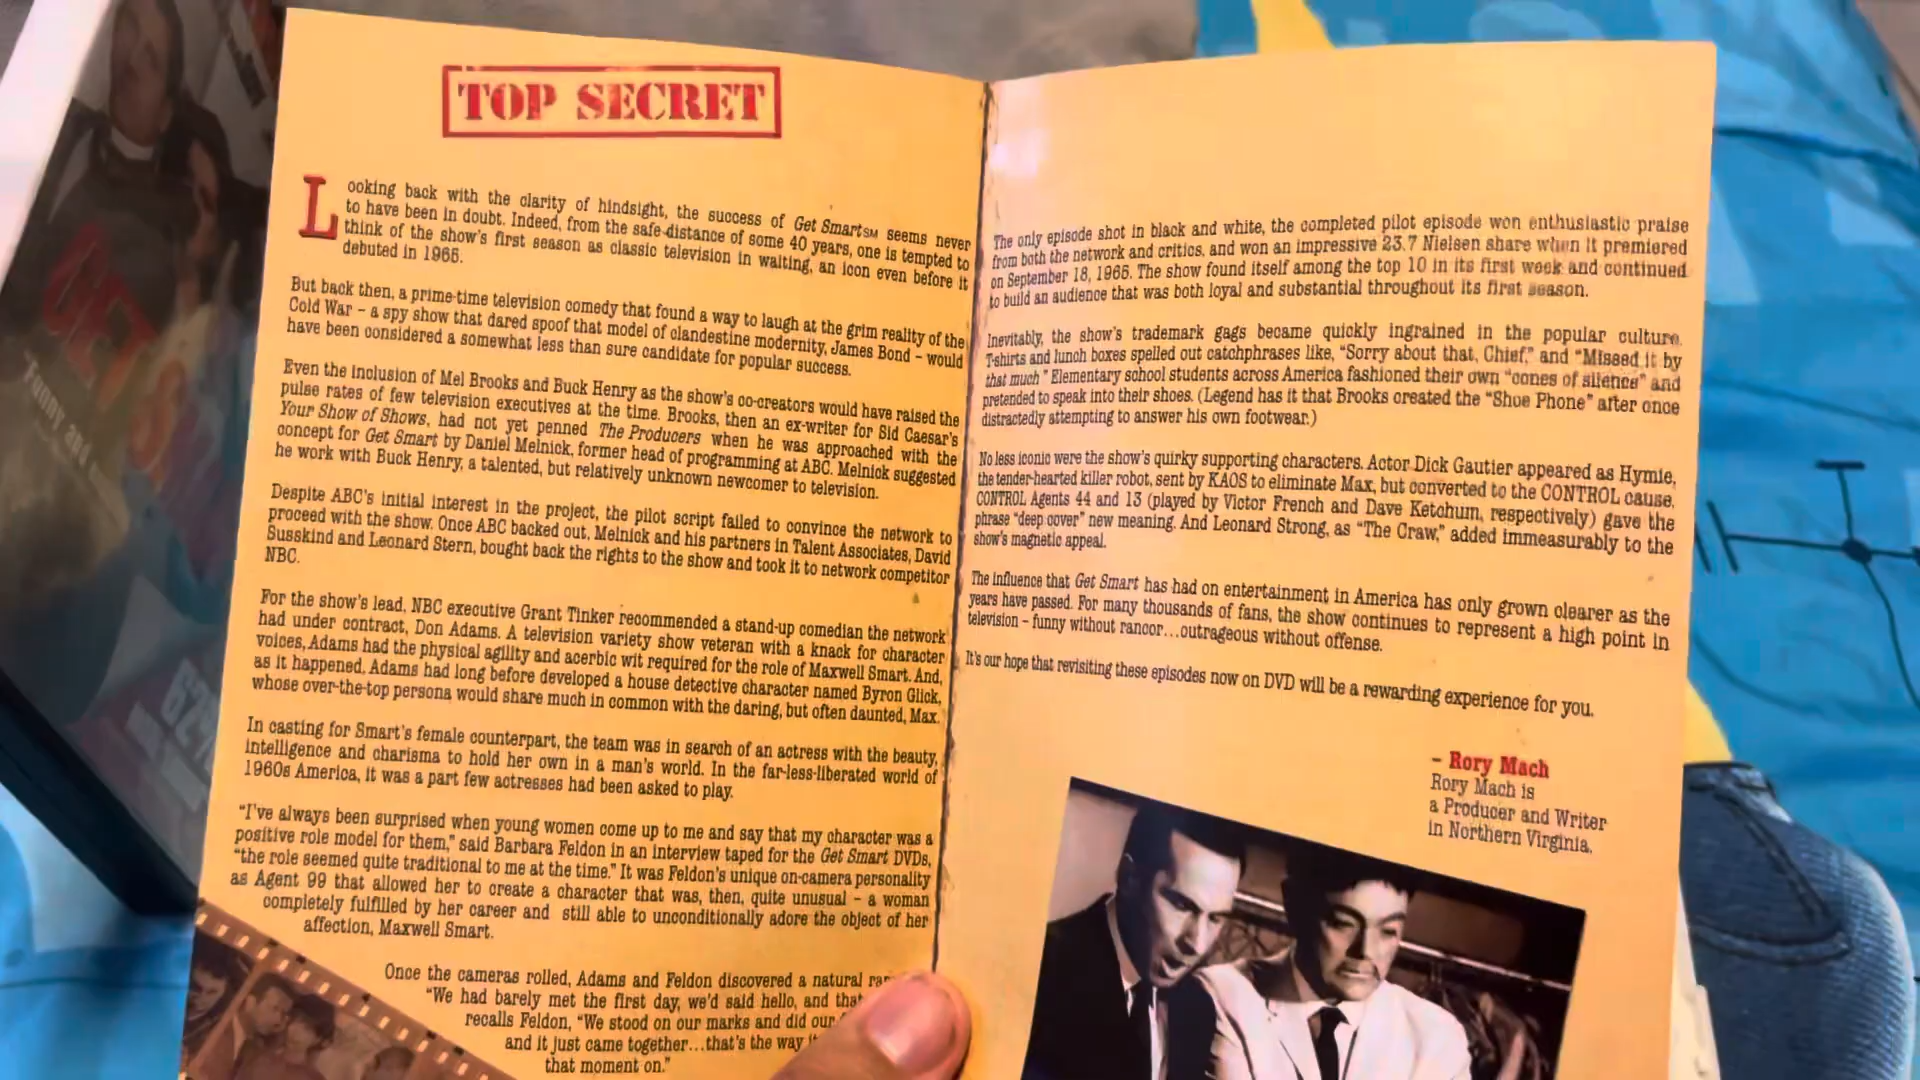 TOP SECRET
Looking back with the clarity of hindsight, the success of Get SmartSM seems never
to have been in doubt. Indeed, from the safe distance of some 40 years, one is tempted to
think of the show's first season as classic television in waiting, an icon even before it
debuted in 1965.
But back then, a prime-time television comedy that found a way to laugh at the grim reality of the
Cold War – a spy show that dared spoof that model of clandestine modernity, James Bond – would
have been considered a somewhat less than sure candidate for popular success.
Even the inclusion of Mel Brooks and Buck Henry as the show's co-creators would have raised the
pulse rates of few television executives at the time. Brooks, then an ex-writer for Sid Caesar's
Your Show of Shows, had not yet penned The Producers when he was approached with the
concept for Get Smart by Daniel Melnick, former head of programming at ABC. Melnick suggested
he work with Buck Henry, a talented, but relatively unknown newcomer to television.
Despite ABC's initial interest in the project, the pilot script failed to convince the network to
proceed with the show. Once ABC backed out, Melnick and his partners in Talent Associates, David
Susskind and Leonard Stern, bought back the rights to the show and took it to network competitor
NBC.
For the show's lead, NBC executive Grant Tinker recommended a stand-up comedian the network
had under contract, Don Adams. A television variety show veteran with a knack for character
voices, Adams had the physical agility and acerbic wit required for the role of Maxwell Smart. And,
as it happened, Adams had long before developed a house detective character named Byron Glick,
whose over-the-top persona would share much in common with the daring, but often daunted, Max.
In casting for Smart's female counterpart, the team was in search of an actress with the beauty,
intelligence and charisma to hold her own in a man's world. In the far-less-liberated world of
1960s America, it was a part few actresses had been asked to play.
"I've always been surprised when young women come up to me and say that my character was a
positive role model for them," said Barbara Feldon in an interview taped for the Get Smart DVDs,
"the role seemed quite traditional to me at the time." It was Feldon's unique on-camera personality
as Agent 99 that allowed her to create a character that was, then, quite unusual – a woman
completely fulfilled by her career and still able to unconditionally adore the object of her
affection, Maxwell Smart.
Once the cameras rolled, Adams and Feldon discovered a natural
"We had barely met the first day, we'd said hello, and
recalls Feldon, "We stood on our marks and did our
and it just came together...that's the way
that moment on."
The only episode shot in black and white, the completed pilot episode won enthusiastic praise
from both the network and critics, and won an impressive 23.7 Nielsen share when it premiered
on September 18, 1965. The show found itself among the top 10 in its first week and continued
to build an audience that was both loyal and substantial throughout its first season.
Inevitably, the show's trademark gags became quickly ingrained in the popular culture.
T-shirts and lunch boxes spelled out catchphrases like, "Sorry about that, Chief," and "Missed it by
that much" Elementary school students across America fashioned their own "cones of silence" and
pretended to speak into their shoes. (Legend has it that Brooks created the "Shoe Phone" after once
distractedly attempting to answer his own footwear.)
No less iconic were the show's quirky supporting characters. Actor Dick Gautier appeared as Hymie,
the tender-hearted killer robot, sent by KAOS to eliminate Max, but converted to the CONTROL cause.
CONTROL Agents 44 and 13 (played by Victor French and Dave Ketchum, respectively) gave the
phrase "deep cover" new meaning. And Leonard Strong, as "The Craw," added immeasurably to the
show's magnetic appeal.
The influence that Get Smart has had on entertainment in America has only grown clearer as the
years have passed. For many thousands of fans, the show continues to represent a high point in
television – funny without rancor...outrageous without offense.
It's our hope that revisiting these episodes now on DVD will be a rewarding experience for you.
– Rory Mach
Rory Mach is
a Producer and Writer
in Northern Virginia.
GET
Funny and